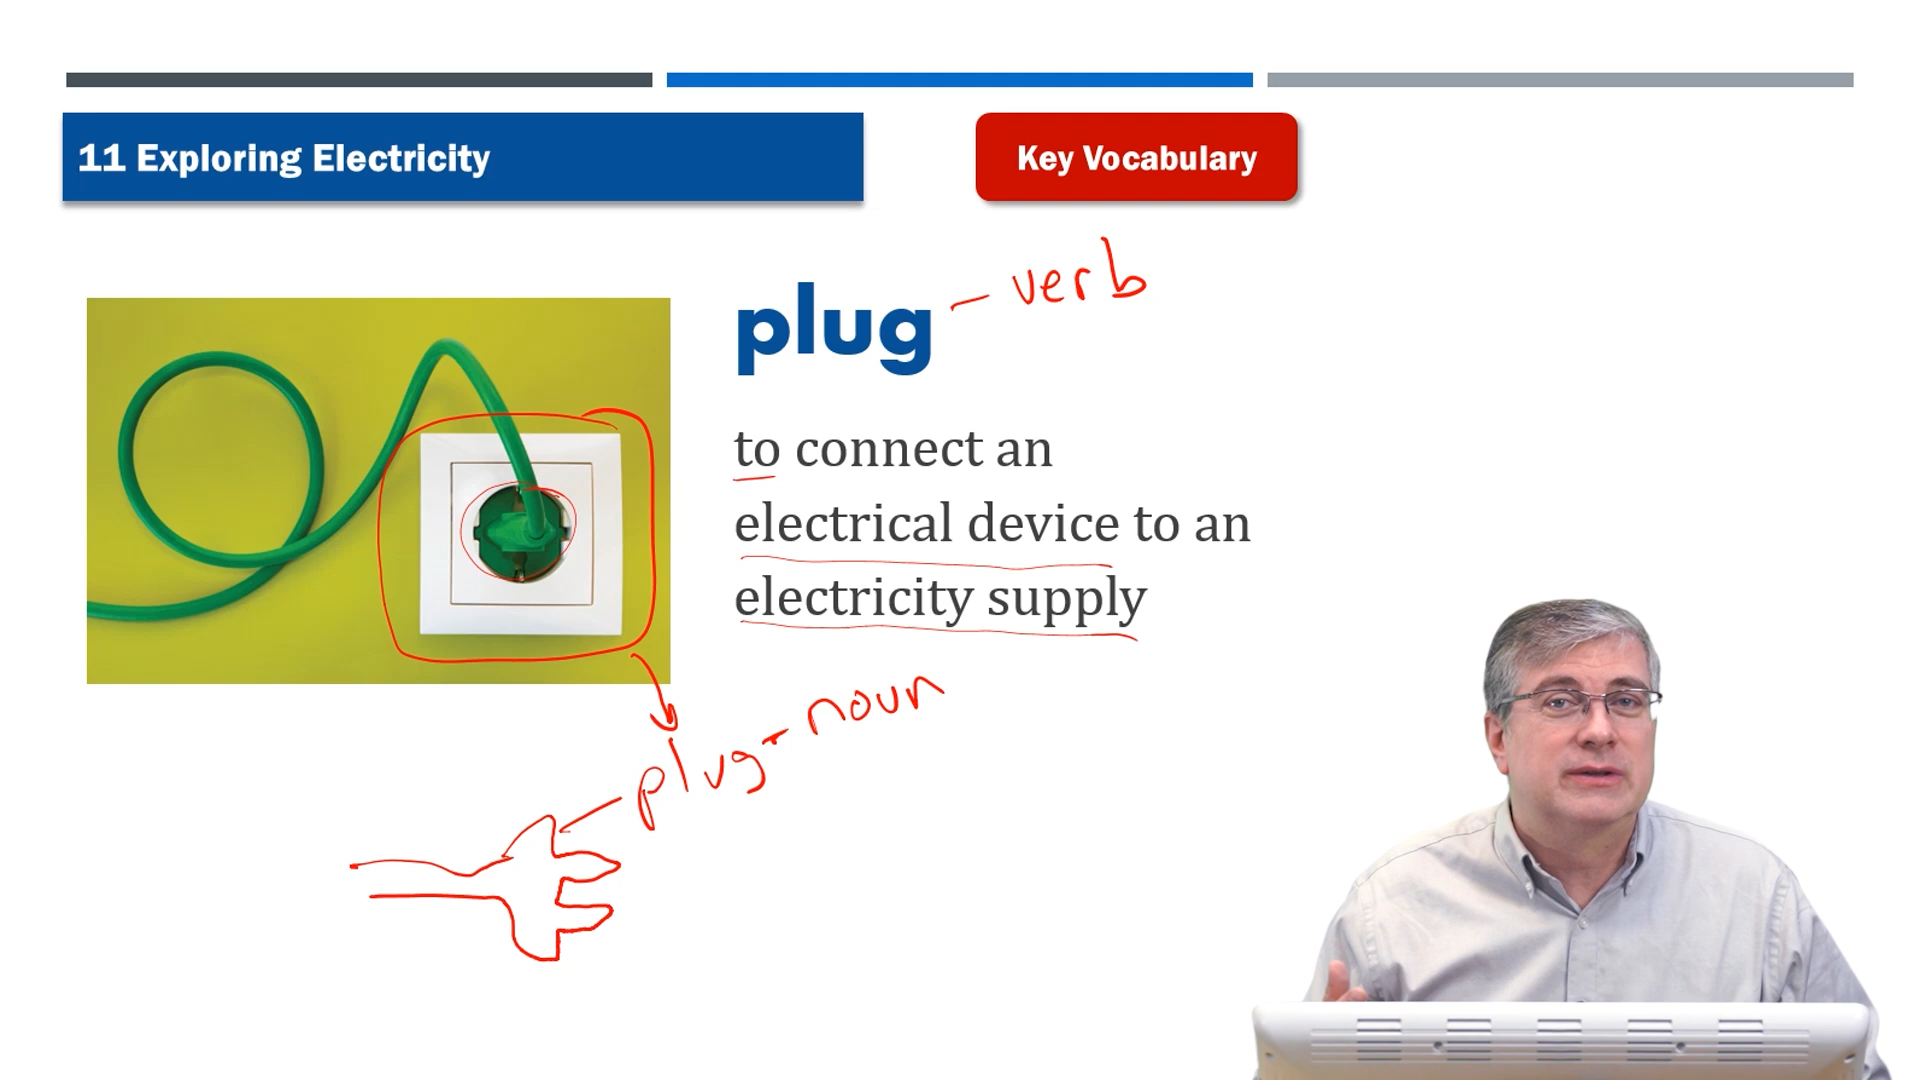 11 Exploring Electricity
Key Vocabulary
plug – verb
to connect an
electrical device to an
electricity supply
plug - noun